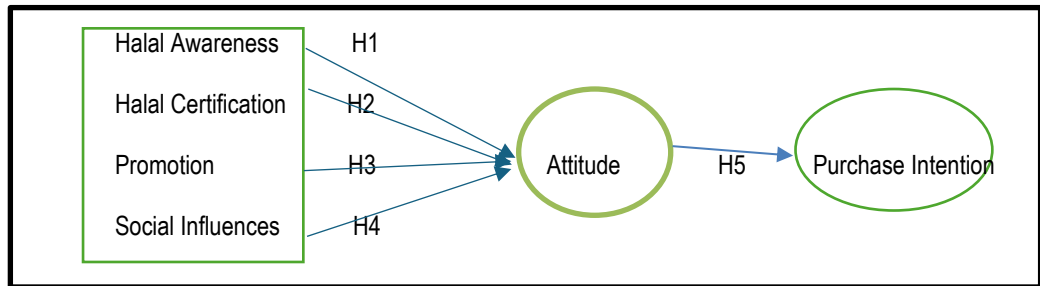 Halal Awareness H1
Halal Certification H2
Promotion H3 Attitude H5 Purchase Intention
Social Influences H4